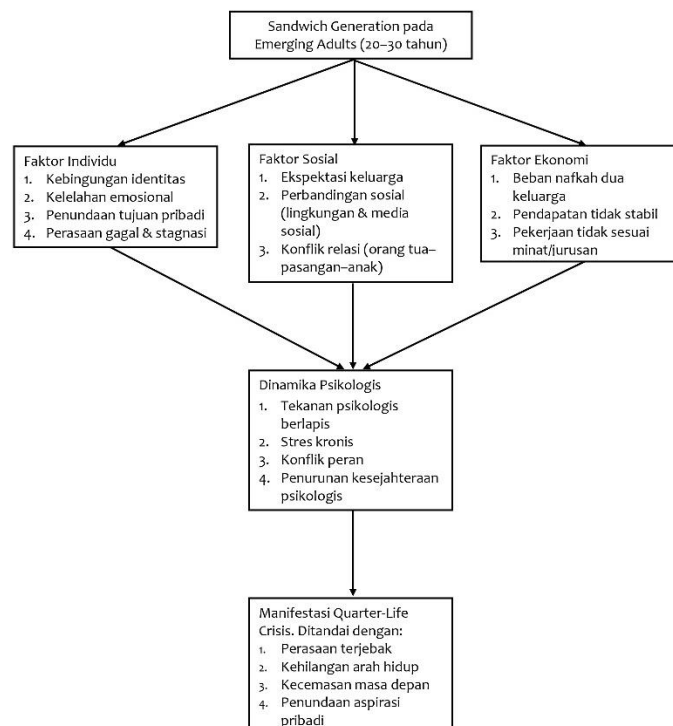 Sandwich Generation pada
Emerging Adults (20–30 tahun)
Faktor Individu
1. Kebingungan identitas
2. Kelelahan emosional
3. Penundaan tujuan pribadi
4. Perasaan gagal & stagnasi
Faktor Sosial
1. Ekspektasi keluarga
2. Perbandingan sosial
(lingkungan & media
sosial)
3. Konflik relasi (orang tua–
pasangan–anak)
Faktor Ekonomi
1. Beban nafkah dua
keluarga
2. Pendapatan tidak stabil
3. Pekerjaan tidak sesuai
minat/jurusan
Dinamika Psikologis
1. Tekanan psikologis
berlapis
2. Stres kronis
3. Konflik peran
4. Penurunan kesejahteraan
psikologis
Manifestasi Quarter-Life
Crisis. Ditandai dengan:
1. Perasaan terjebak
2. Kehilangan arah hidup
3. Kecemasan masa depan
4. Penundaan aspirasi
pribadi